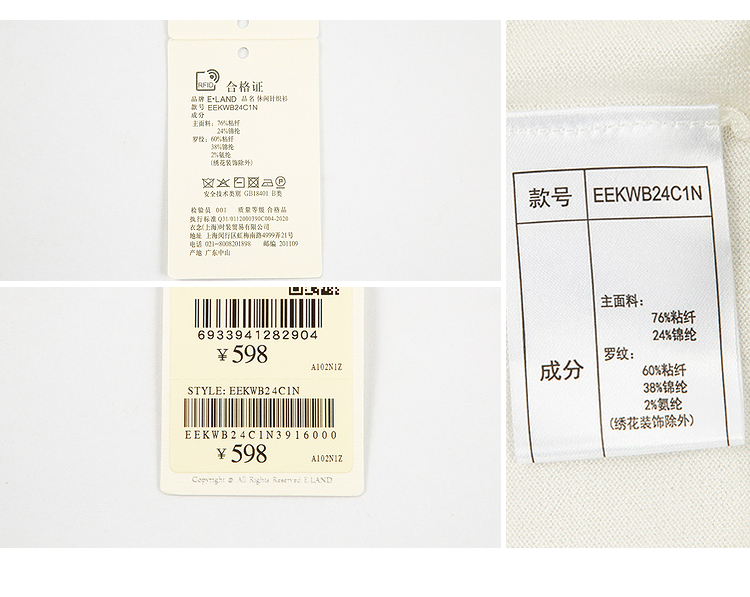 RFID
合格证
品牌 E·LAND 品名 休闲针织衫
款号 EEKWB24C1N
成分
主面料: 76%粘纤
24%锦纶
罗纹: 60%粘纤
38%锦纶
2%氨纶
(绣花装饰除外)
安全技术类别 GB18401 B类
检验员 001 质量等级 合格品
执行标准 Q31/0112000390C004-2020
衣念(上海)时装贸易有限公司
地址 上海闵行区虹梅南路4999弄21号
电话 021-8008201898 邮编 201109
产地 广东中山
6933941282904
¥598
A102N1Z
STYLE: EEKWB24C1N
EEKWB24C1N3916000
¥598
A102N1Z
Copyright © All Rights Reserved E.LAND
款号 EEKWB24C1N
成分
主面料:
76%粘纤
24%锦纶
罗纹:
60%粘纤
38%锦纶
2%氨纶
(绣花装饰除外)